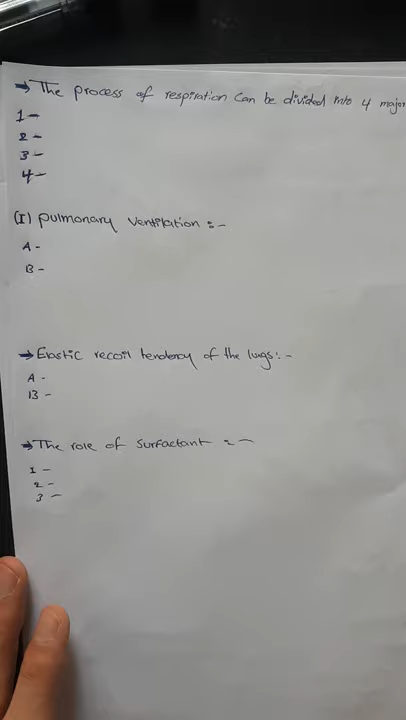 → The process of respiration can be divided into 4 major
1 -
2 -
3 -
4 -
(I) pulmonary ventilation :-
A -
B -
→ Elastic recoil tendency of the lugs :-
A -
B -
→ The role of surfactant :-
1 -
2 -
3 -